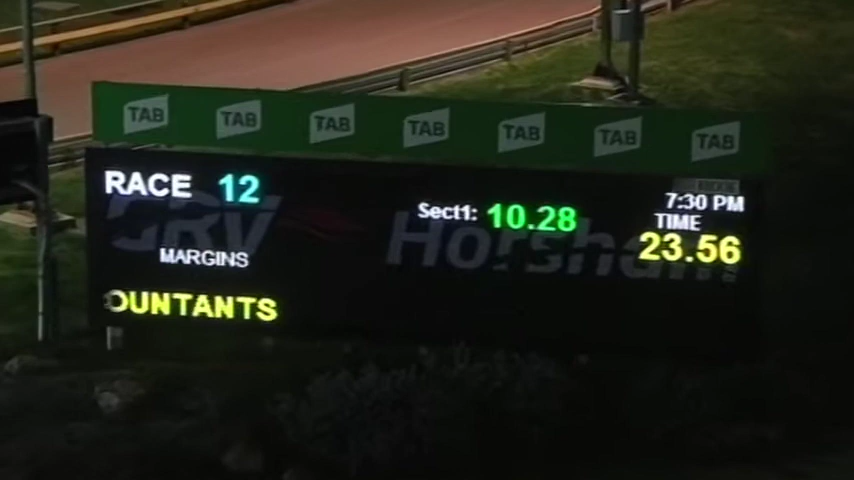 TAB TAB TAB TAB TAB TAB TAB
RACE 12
Sect1: 10.28
7:30 PM
TIME
23.56
GRV Horsham
MARGINS
OUNTANTS